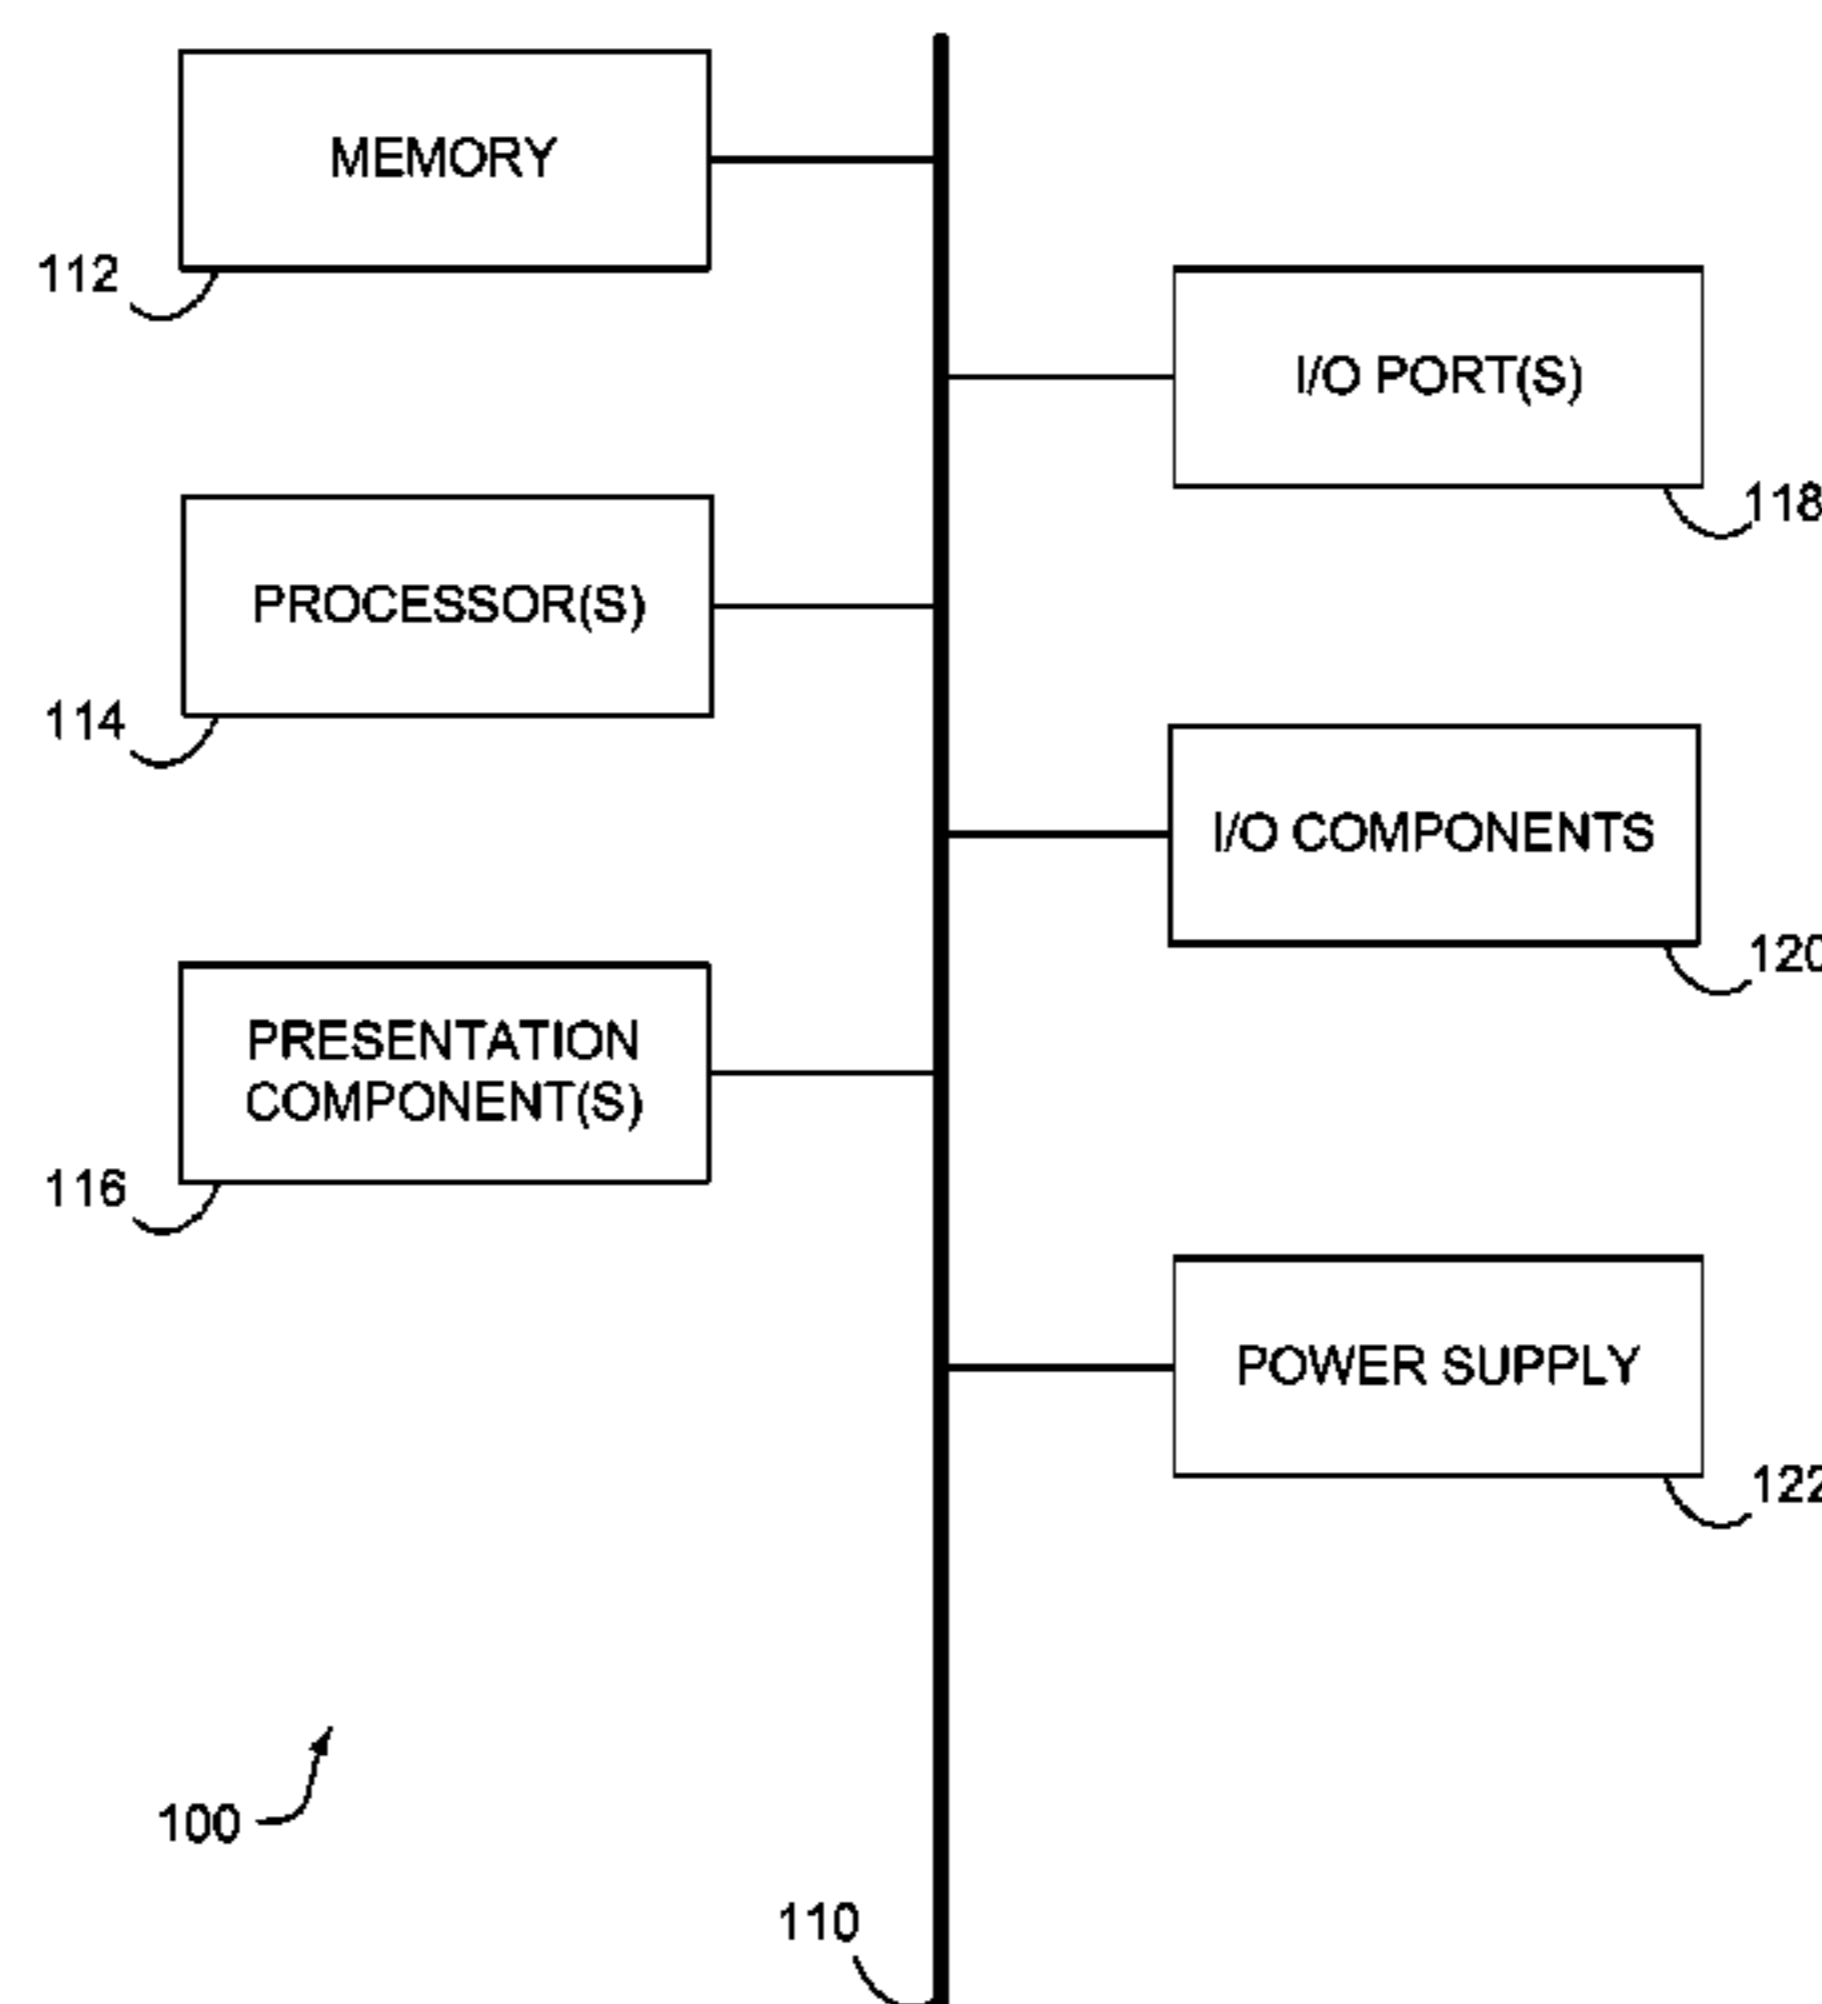 MEMORY
112
I/O PORT(S)
118
PROCESSOR(S)
114
I/O COMPONENTS
120
PRESENTATION
COMPONENT(S)
116
POWER SUPPLY
122
100
110